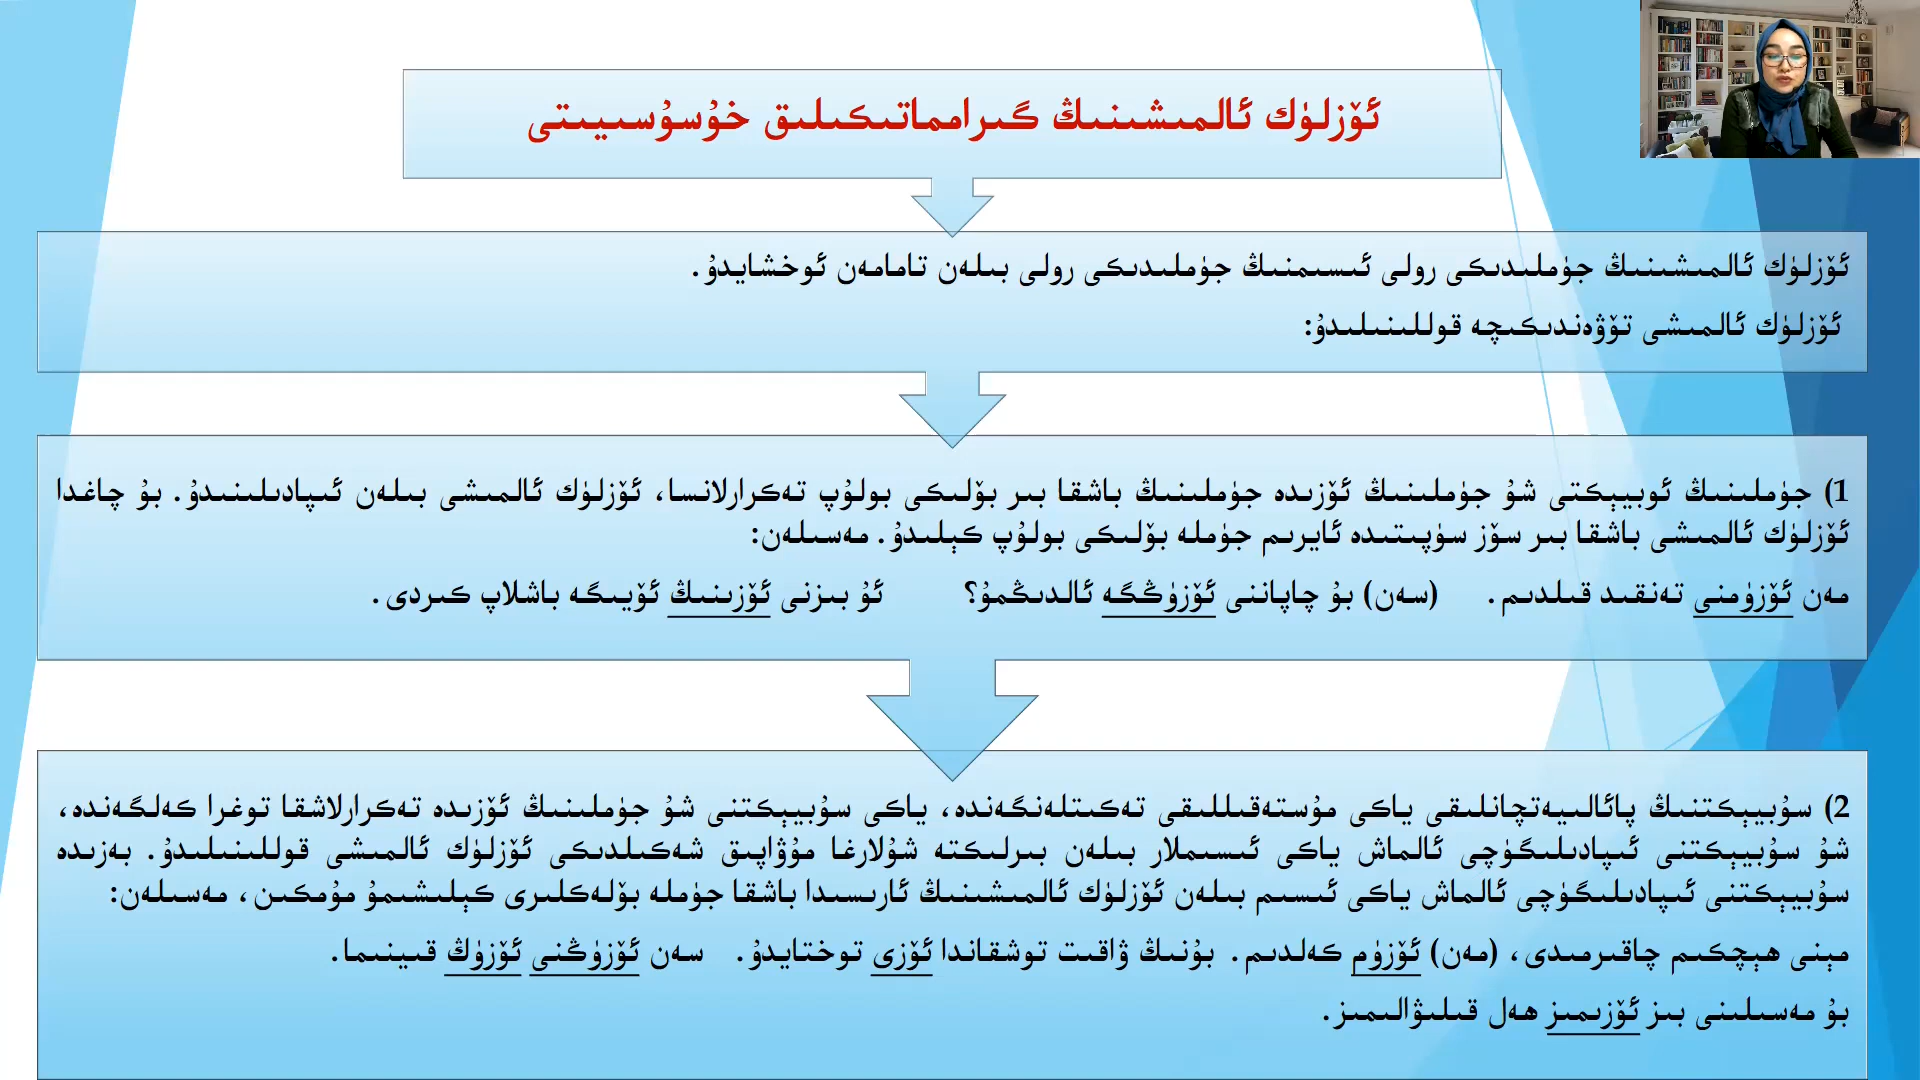 ئۆزلۈك ئالمىشىنىڭ گىرامماتىكىلىق خۇسۇسىيىتى
ئۆزلۈك ئالمىشىنىڭ جۈملىدىكى رولى ئىسىمنىڭ جۈملىدىكى رولى بىلەن تامامەن ئوخشايدۇ.
ئۆزلۈك ئالمىشى تۆۋەندىكىچە قوللىنىلىدۇ:
1) جۈملىنىڭ ئوبيېكتى شۇ جۈملىنىڭ ئۆزىدە جۈملىنىڭ باشقا بىر بۆلىكى بولۇپ تەكرارلانسا، ئۆزلۈك ئالمىشى بىلەن ئىپادىلىنىدۇ. بۇ چاغدا
ئۆزلۈك ئالمىشى باشقا بىر سۆز سۈپىتىدە ئايرىم جۈملە بۆلىكى بولۇپ كېلىدۇ. مەسىلەن:
مەن ئۆزۈمنى تەنقىد قىلدىم. (سەن) بۇ چاپاننى ئۆزۈڭگە ئالدىڭمۇ؟ ئۇ بىزنى ئۆزىنىڭ ئۆيىگە باشلاپ كىردى.
2) سۇبيېكتنىڭ پائالىيەتچانلىقى ياكى مۇستەقىللىقى تەكىتلەنگەندە، ياكى سۇبيېكتنى شۇ جۈملىنىڭ ئۆزىدە تەكرارلاشقا توغرا كەلگەندە،
شۇ سۇبيېكتنى ئىپادىلىگۈچى ئالماش ياكى ئىسىملار بىلەن بىرلىكتە شۇلارغا مۇۋاپىق شەكىلدىكى ئۆزلۈك ئالمىشى قوللىنىلىدۇ. بەزىدە
سۇبيېكتنى ئىپادىلىگۈچى ئالماش ياكى ئىسىم بىلەن ئۆزلۈك ئالمىشىنىڭ ئارىسىدا باشقا جۈملە بۆلەكلىرى كېلىشىمۇ مۇمكىن، مەسىلەن:
مېنى ھېچكىم چاقىرمىدى، (مەن) ئۆزۈم كەلدىم. بۇنىڭ ۋاقىت توشقاندا ئۆزى توختايدۇ. سەن ئۆزۈڭنى ئۆزۈڭ قىينىما.
بۇ مەسىلىنى بىز ئۆزىمىز ھەل قىلىۋالىمىز.